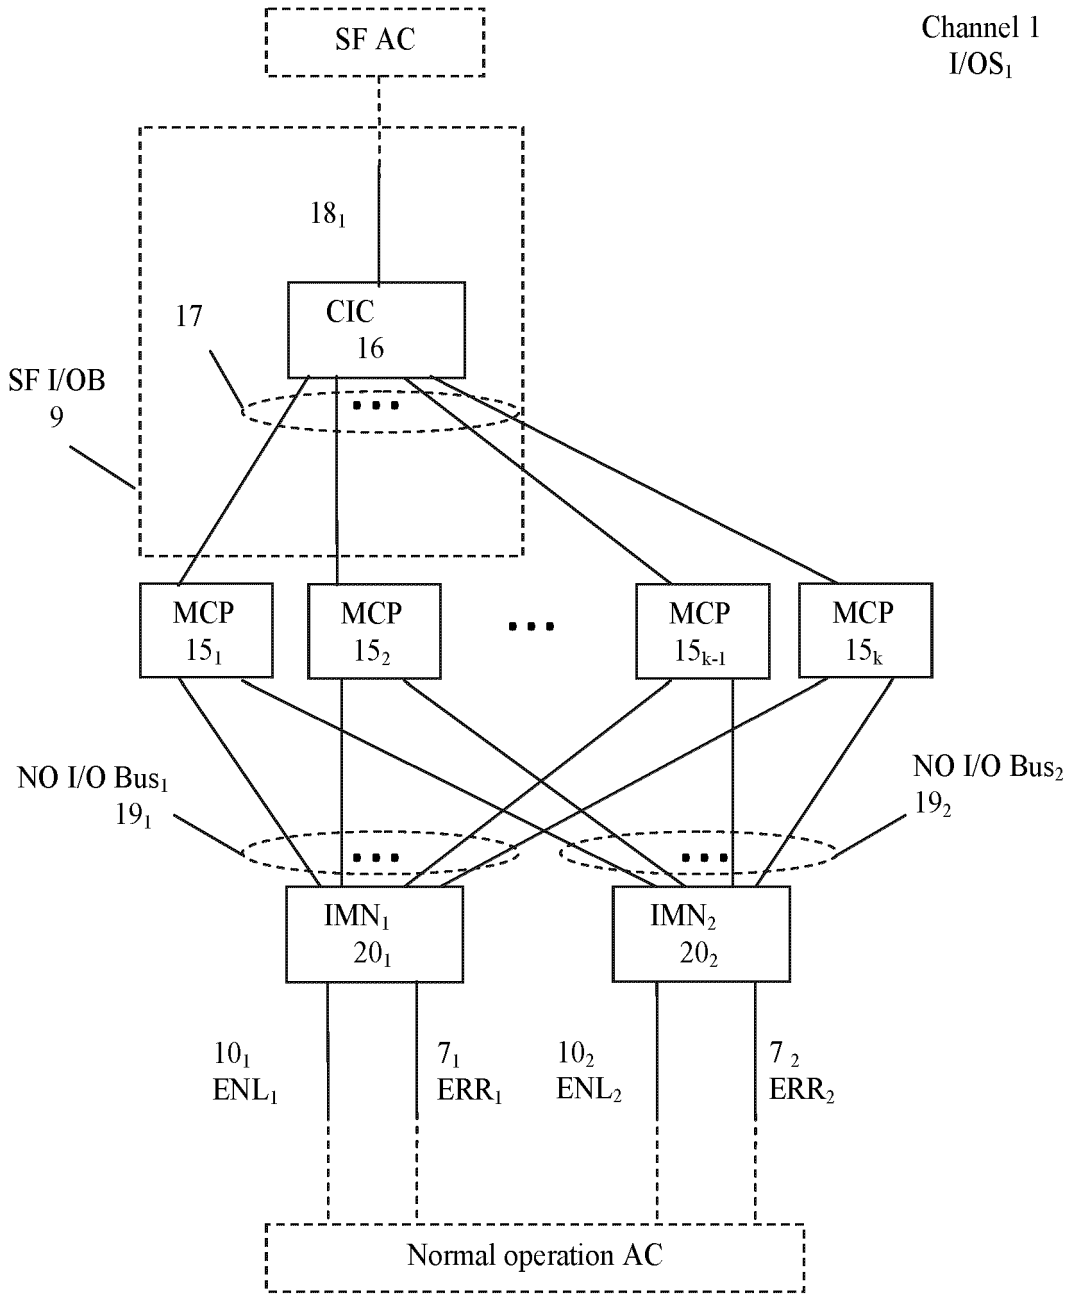 SF AC
Channel 1
I/OS₁
18₁
17
CIC
16
SF I/OB
9
MCP
15₁
MCP
15₂
MCP
15ₖ₋₁
MCP
15ₖ
NO I/O Bus₁
19₁
NO I/O Bus₂
19₂
IMN₁
20₁
IMN₂
20₂
10₁
ENL₁
7₁
ERR₁
10₂
ENL₂
7 ₂
ERR₂
Normal operation AC